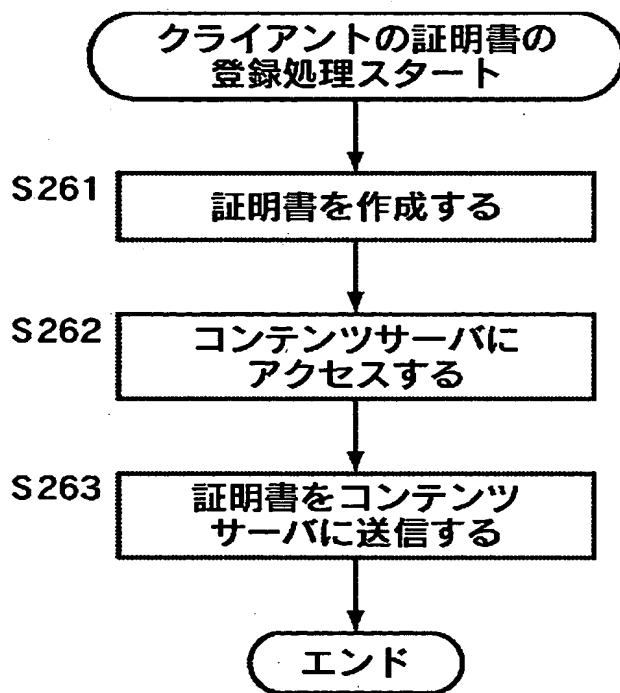 クライアントの証明書の
登録処理スタート
S261
証明書を作成する
S262
コンテンツサーバに
アクセスする
S263
証明書をコンテンツ
サーバに送信する
エンド